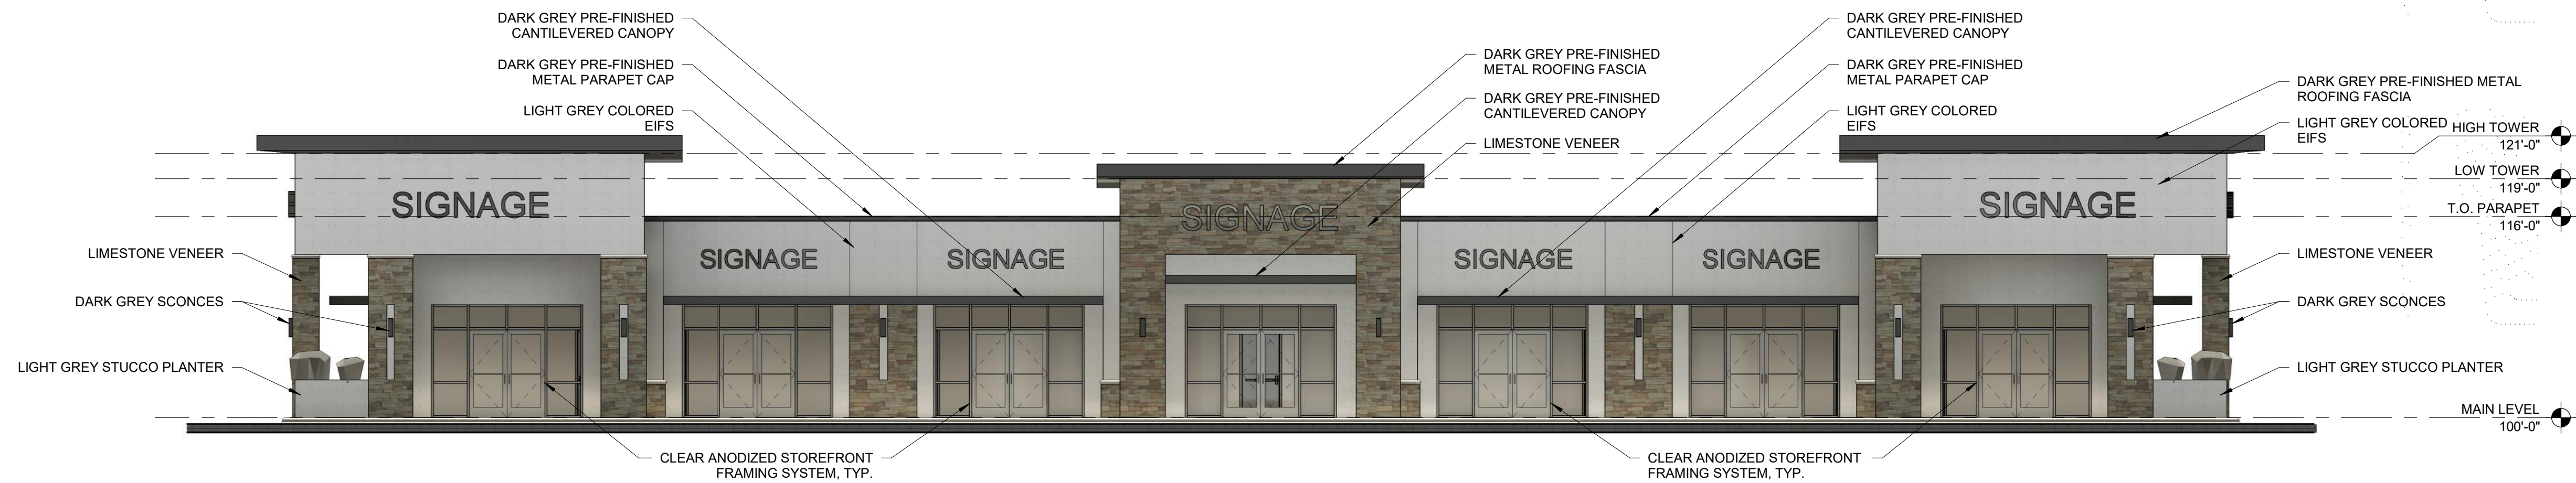 DARK GREY PRE-FINISHED
CANTILEVERED CANOPY
DARK GREY PRE-FINISHED
METAL PARAPET CAP
LIGHT GREY COLORED
EIFS
DARK GREY PRE-FINISHED
METAL ROOFING FASCIA
DARK GREY PRE-FINISHED
CANTILEVERED CANOPY
LIMESTONE VENEER
DARK GREY PRE-FINISHED
CANTILEVERED CANOPY
DARK GREY PRE-FINISHED
METAL PARAPET CAP
LIGHT GREY COLORED
EIFS
DARK GREY PRE-FINISHED METAL
ROOFING FASCIA
LIGHT GREY COLORED
EIFS
HIGH TOWER
121'-0"
LOW TOWER
119'-0"
T.O. PARAPET
116'-0"
SIGNAGE
SIGNAGE
SIGNAGE
SIGNAGE
SIGNAGE
SIGNAGE
SIGNAGE
LIMESTONE VENEER
DARK GREY SCONCES
LIGHT GREY STUCCO PLANTER
LIMESTONE VENEER
DARK GREY SCONCES
LIGHT GREY STUCCO PLANTER
MAIN LEVEL
100'-0"
CLEAR ANODIZED STOREFRONT
FRAMING SYSTEM, TYP.
CLEAR ANODIZED STOREFRONT
FRAMING SYSTEM, TYP.